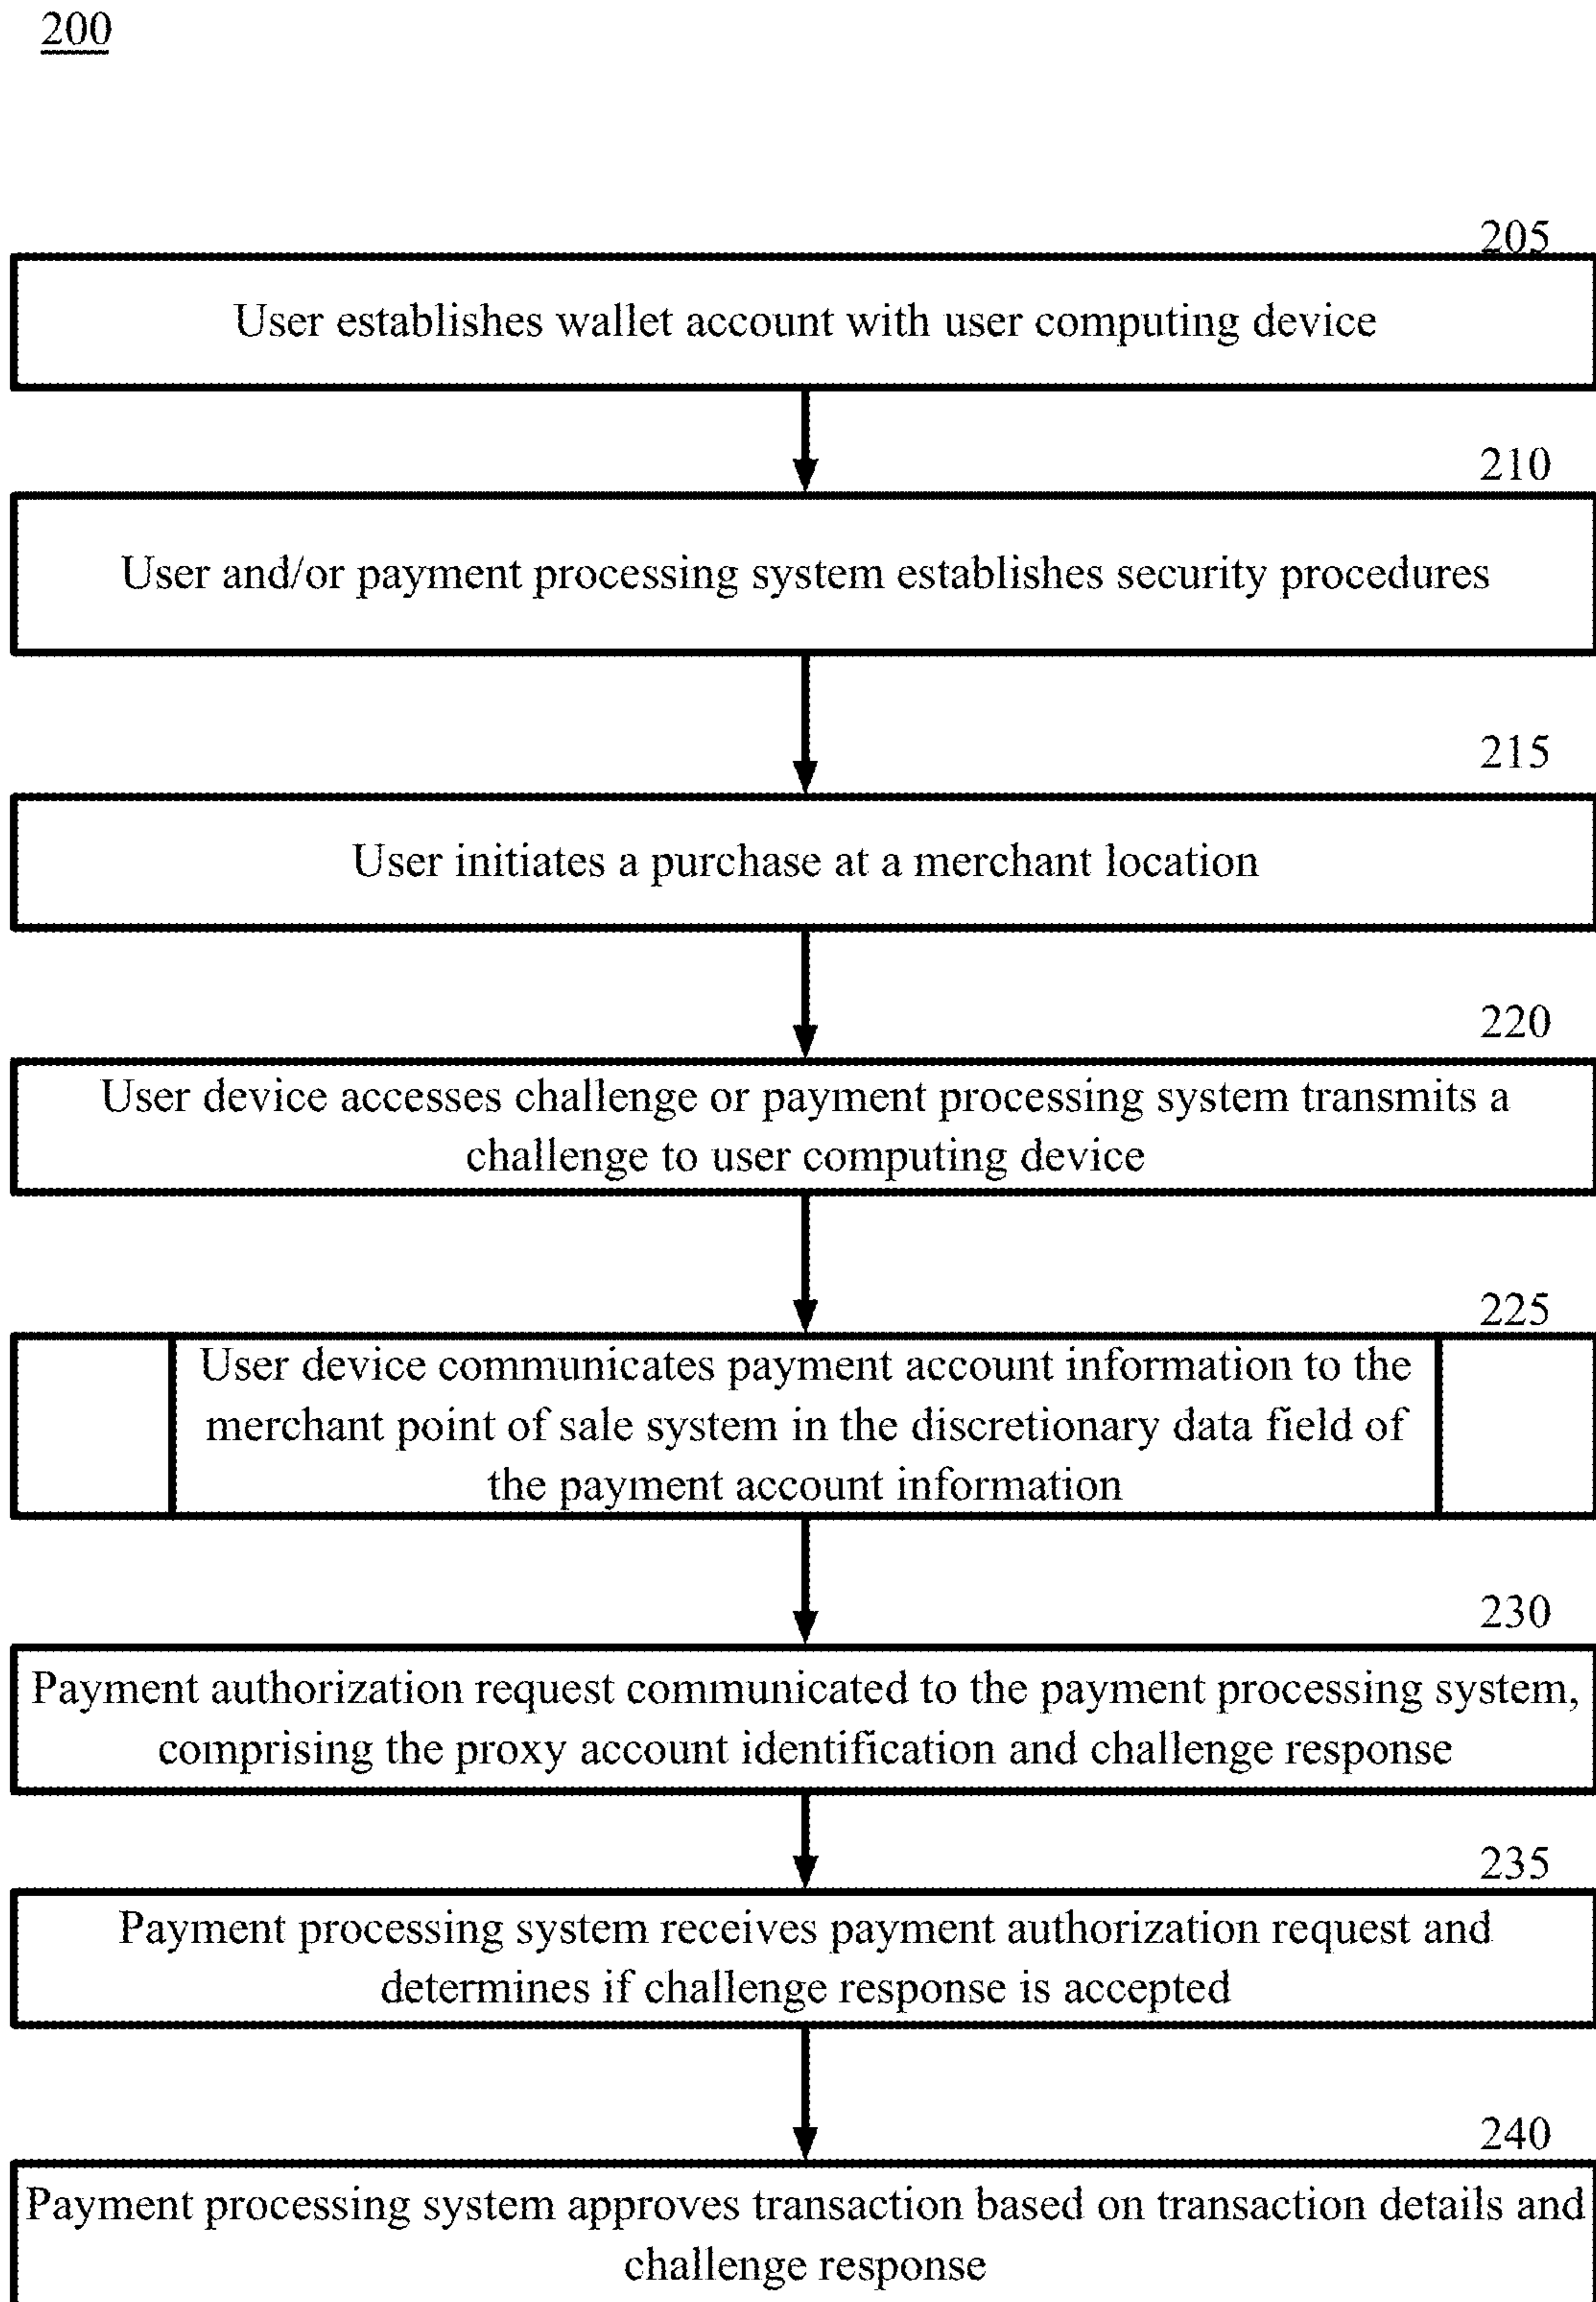 200
205
User establishes wallet account with user computing device
210
User and/or payment processing system establishes security procedures
215
User initiates a purchase at a merchant location
220
User device accesses challenge or payment processing system transmits a
challenge to user computing device
225
User device communicates payment account information to the
merchant point of sale system in the discretionary data field of
the payment account information
230
Payment authorization request communicated to the payment processing system,
comprising the proxy account identification and challenge response
235
Payment processing system receives payment authorization request and
determines if challenge response is accepted
240
Payment processing system approves transaction based on transaction details and
challenge response